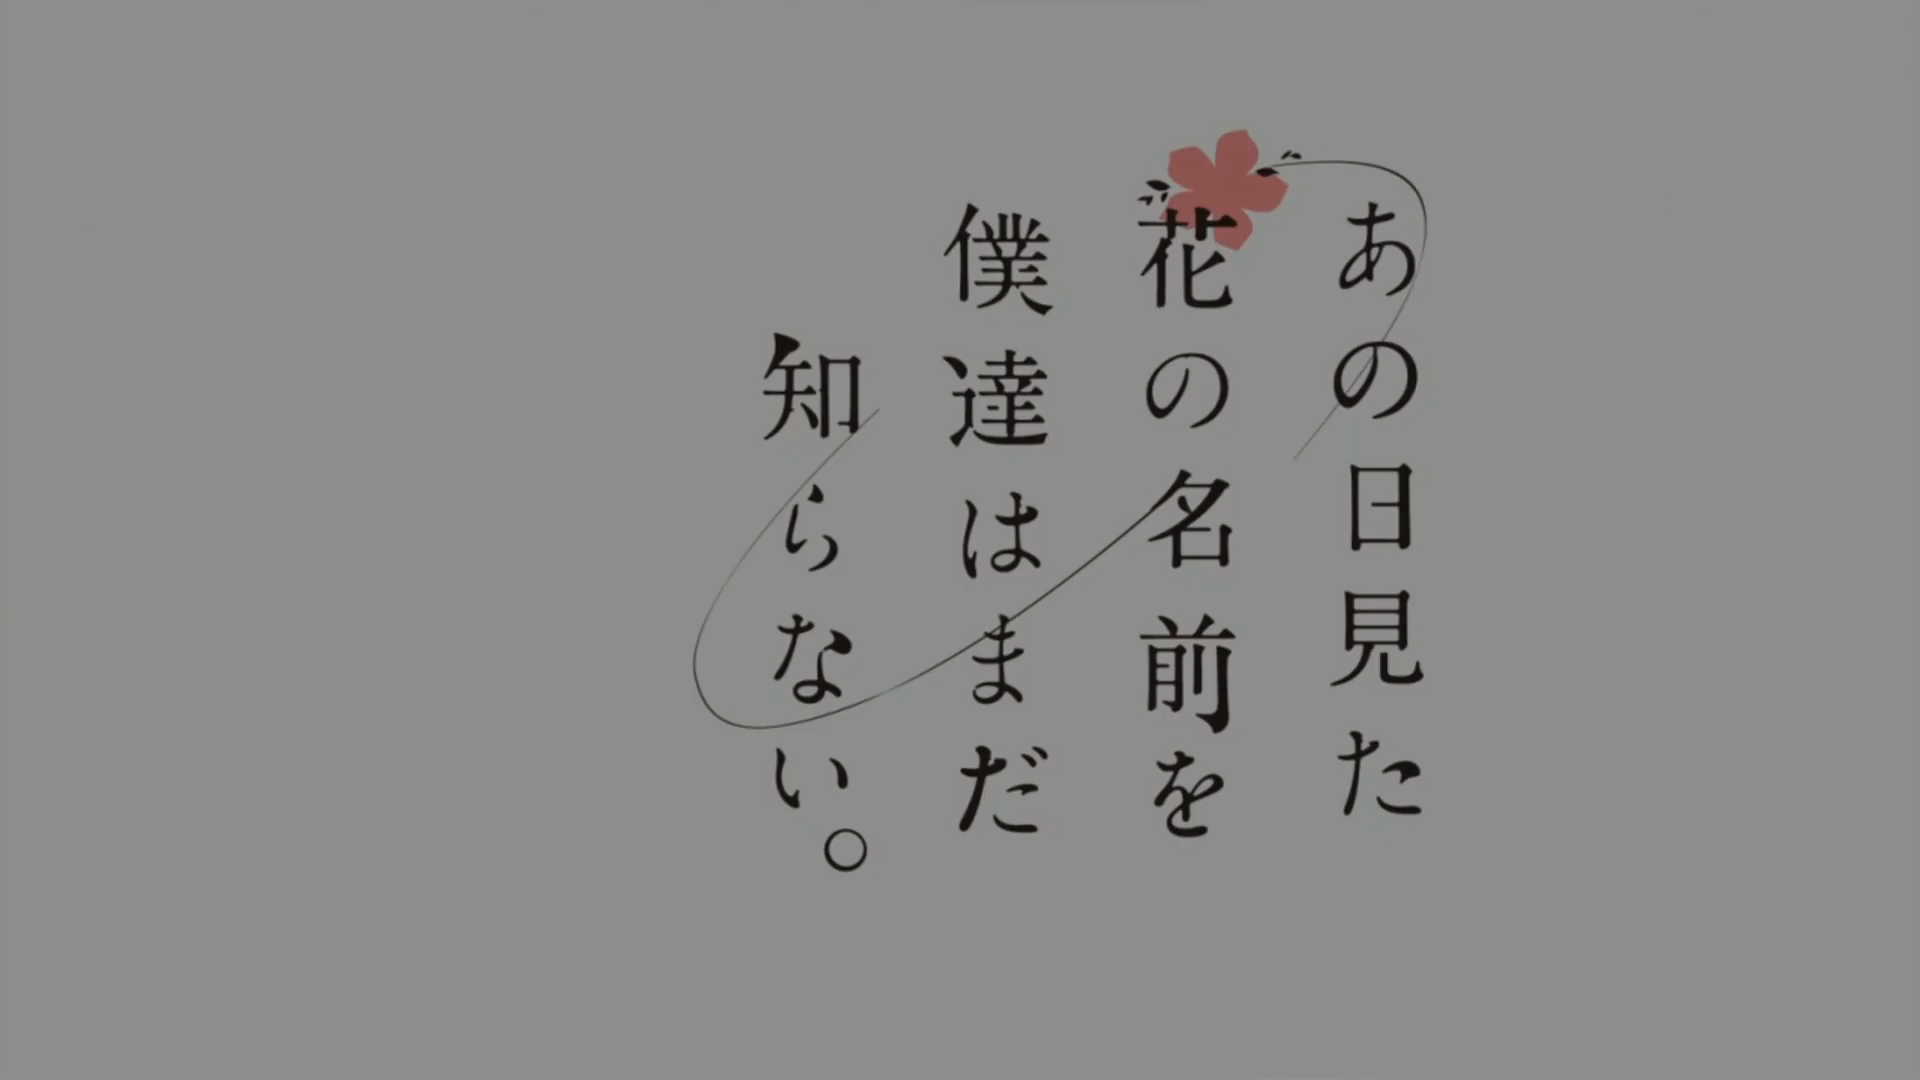 あの日見た
花の名前を
僕達はまだ
知らない。